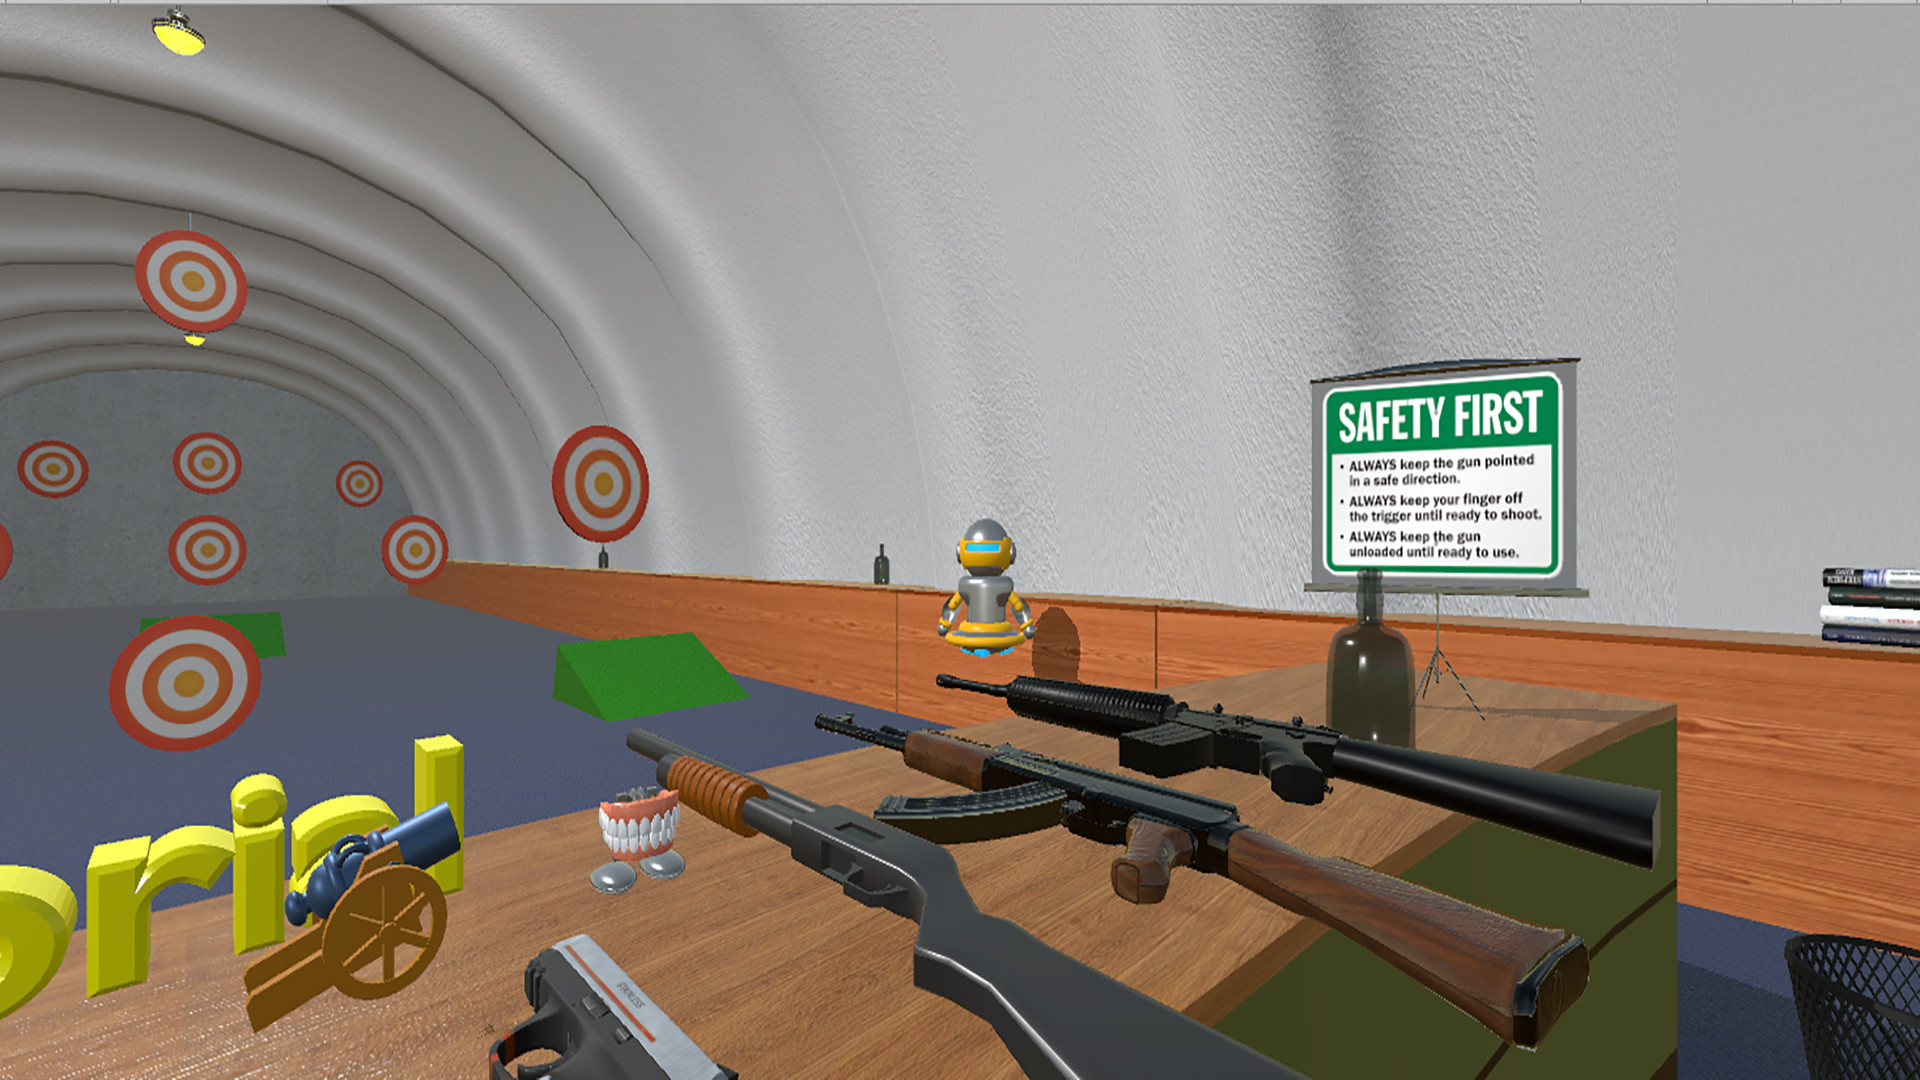 SAFETY FIRST
• ALWAYS keep the gun pointed
in a safe direction.
• ALWAYS keep your finger off
the trigger until ready to shoot.
• ALWAYS keep the gun
unloaded until ready to use.
orial